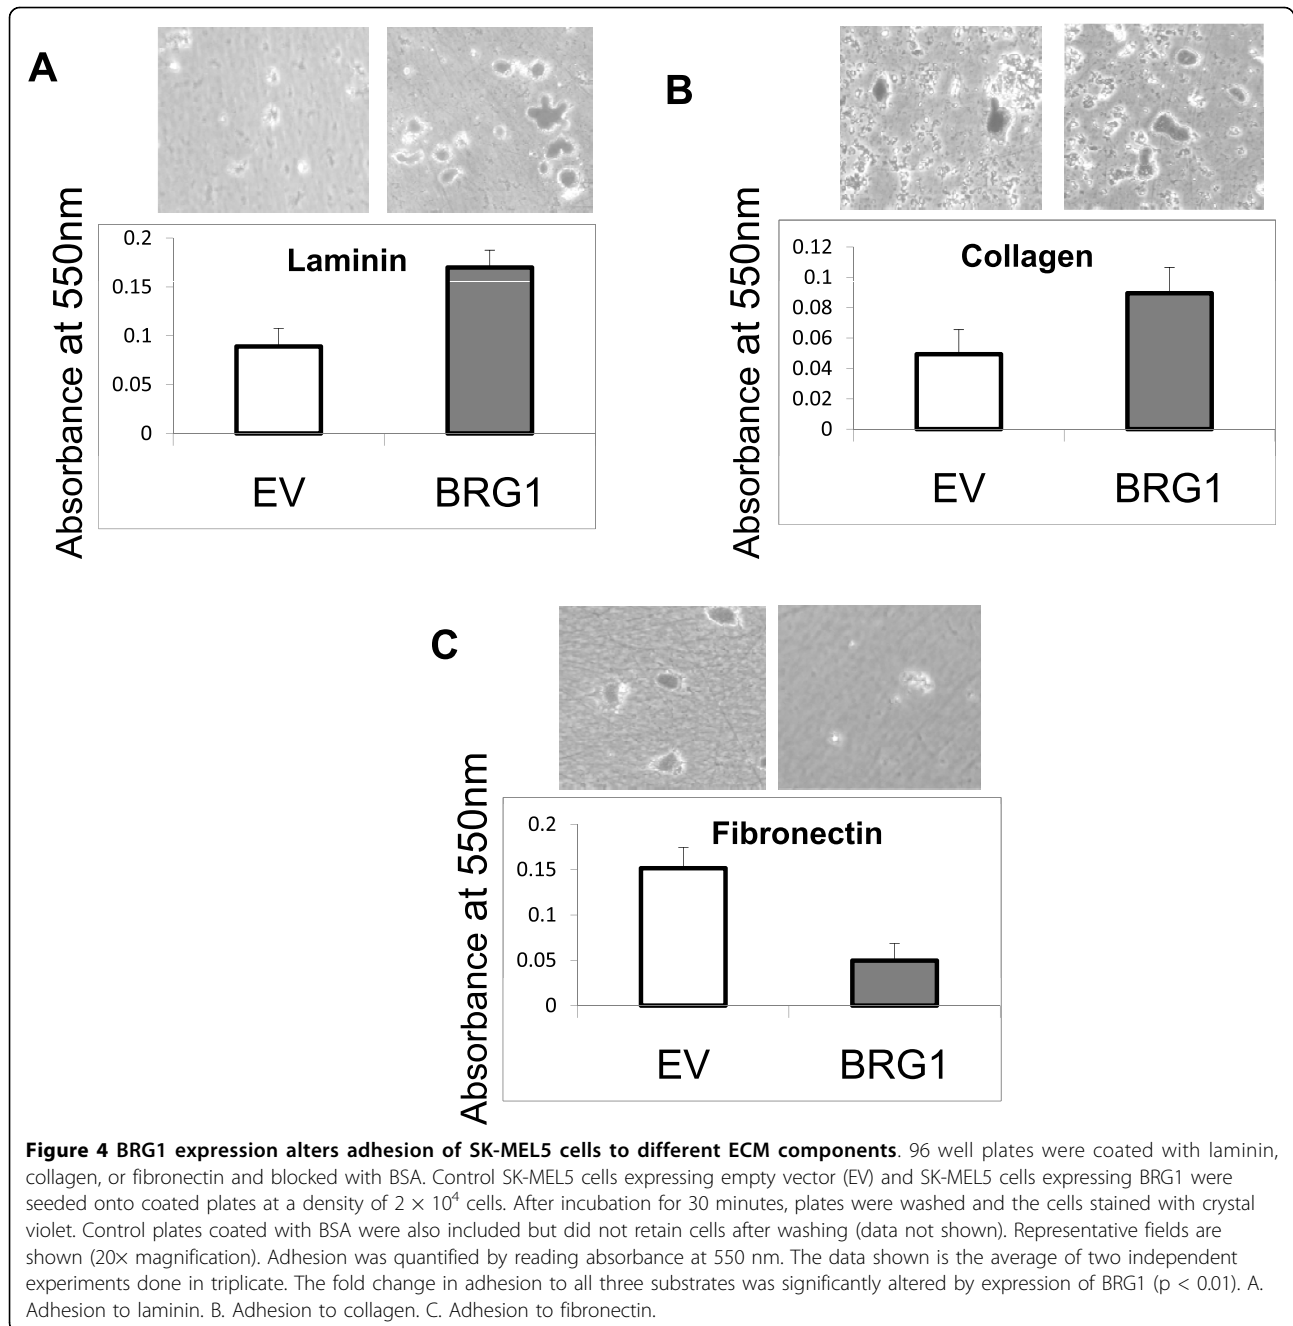 A
Absorbance at 550nm
Laminin
0.2
0.15
0.1
0.05
0
EV BRG1
B
Absorbance at 550nm
Collagen
0.12
0.1
0.08
0.06
0.04
0.02
0
EV BRG1
C
Absorbance at 550nm
Fibronectin
0.2
0.15
0.1
0.05
0
EV BRG1
Figure 4 BRG1 expression alters adhesion of SK-MEL5 cells to different ECM components. 96 well plates were coated with laminin,
collagen, or fibronectin and blocked with BSA. Control SK-MEL5 cells expressing empty vector (EV) and SK-MEL5 cells expressing BRG1 were
seeded onto coated plates at a density of 2 × 10⁴ cells. After incubation for 30 minutes, plates were washed and the cells stained with crystal
violet. Control plates coated with BSA were also included but did not retain cells after washing (data not shown). Representative fields are
shown (20× magnification). Adhesion was quantified by reading absorbance at 550 nm. The data shown is the average of two independent
experiments done in triplicate. The fold change in adhesion to all three substrates was significantly altered by expression of BRG1 (p < 0.01). A.
Adhesion to laminin. B. Adhesion to collagen. C. Adhesion to fibronectin.